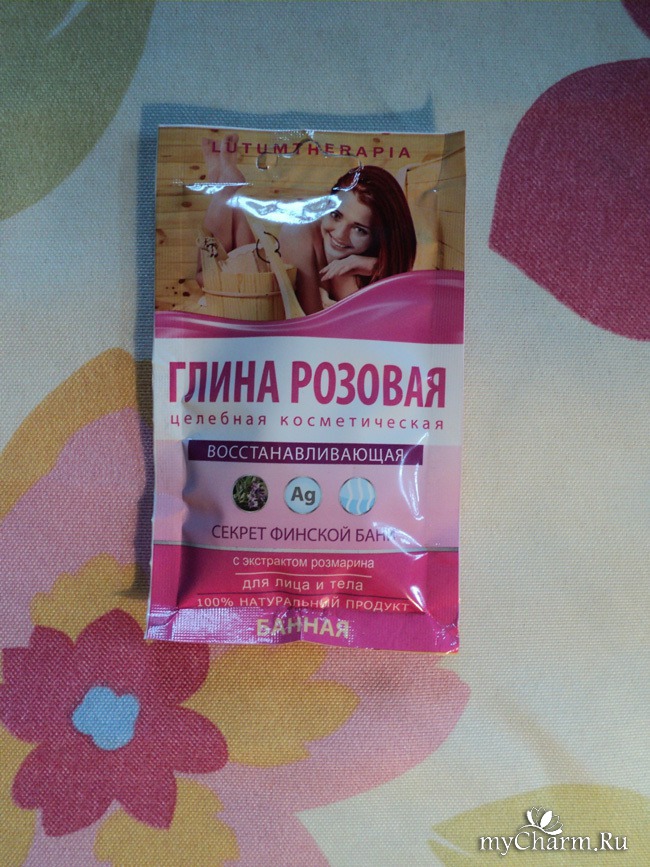 LUTUMTHERAPIA
ГЛИНА РОЗОВАЯ
целебная косметическая
ВОССТАНАВЛИВАЮЩАЯ
Ag
СЕКРЕТ ФИНСКОЙ БАНИ
с экстрактом розмарина
для лица и тела
100% НАТУРАЛЬНЫЙ ПРОДУКТ
БАННАЯ
myCharm.Ru